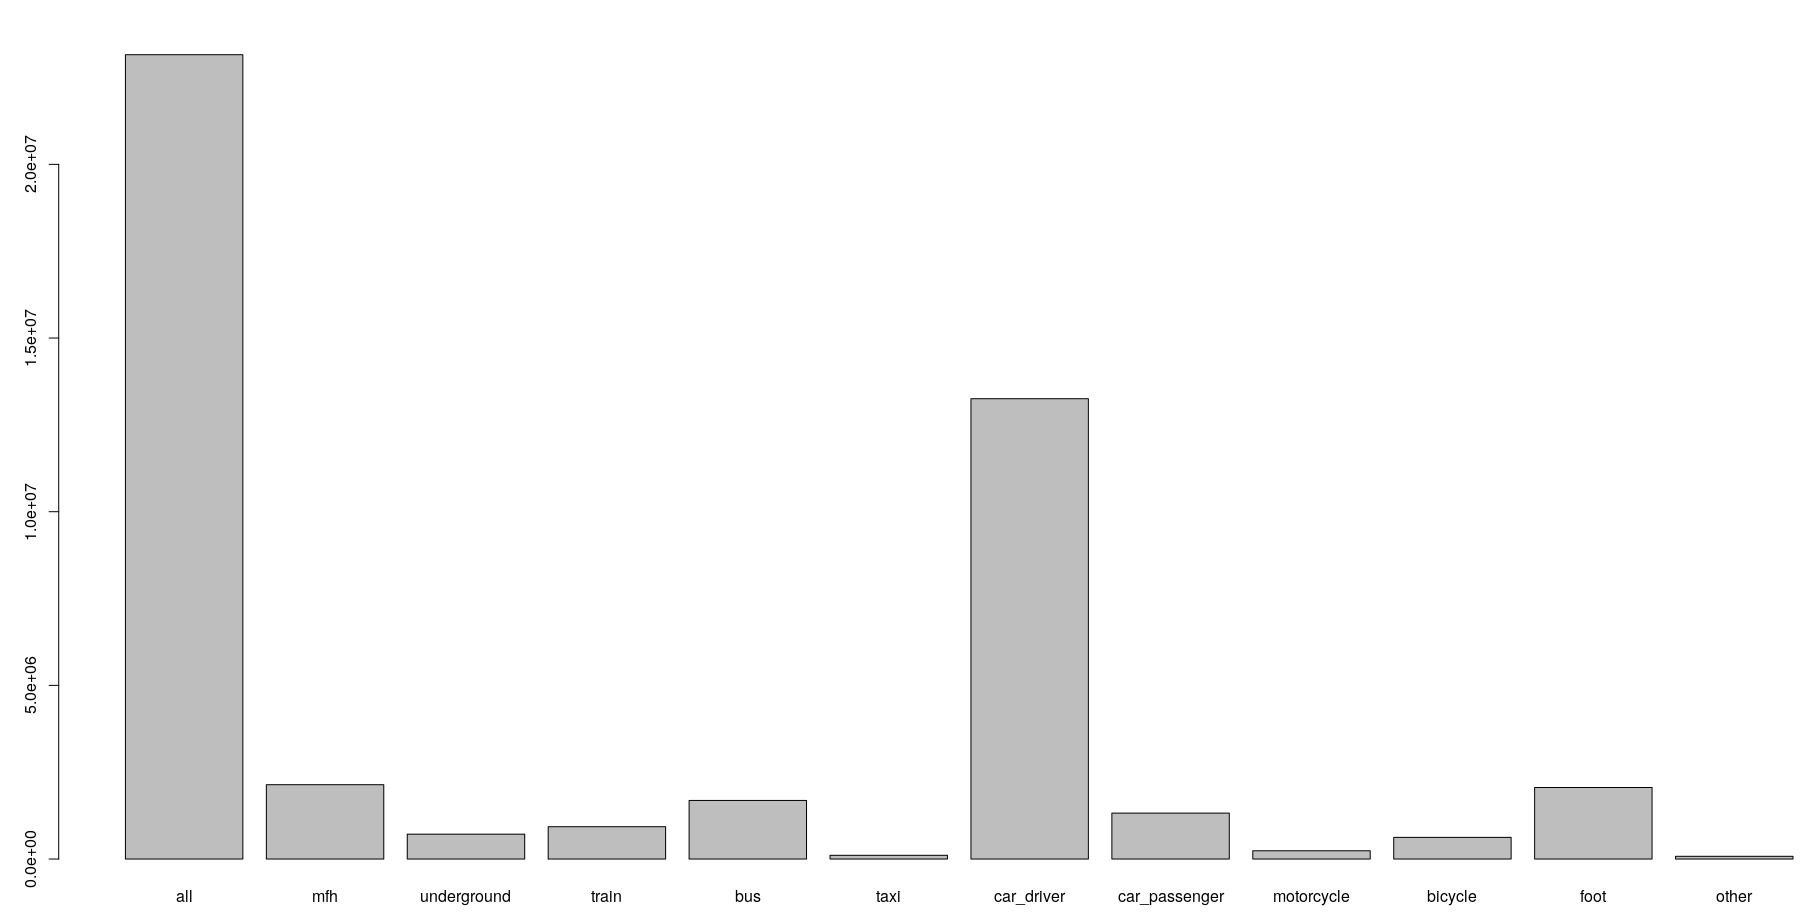 2.0e+07
1.5e+07
1.0e+07
5.0e+06
0.0e+00
all mfh underground train bus taxi car_driver car_passenger motorcycle bicycle foot other